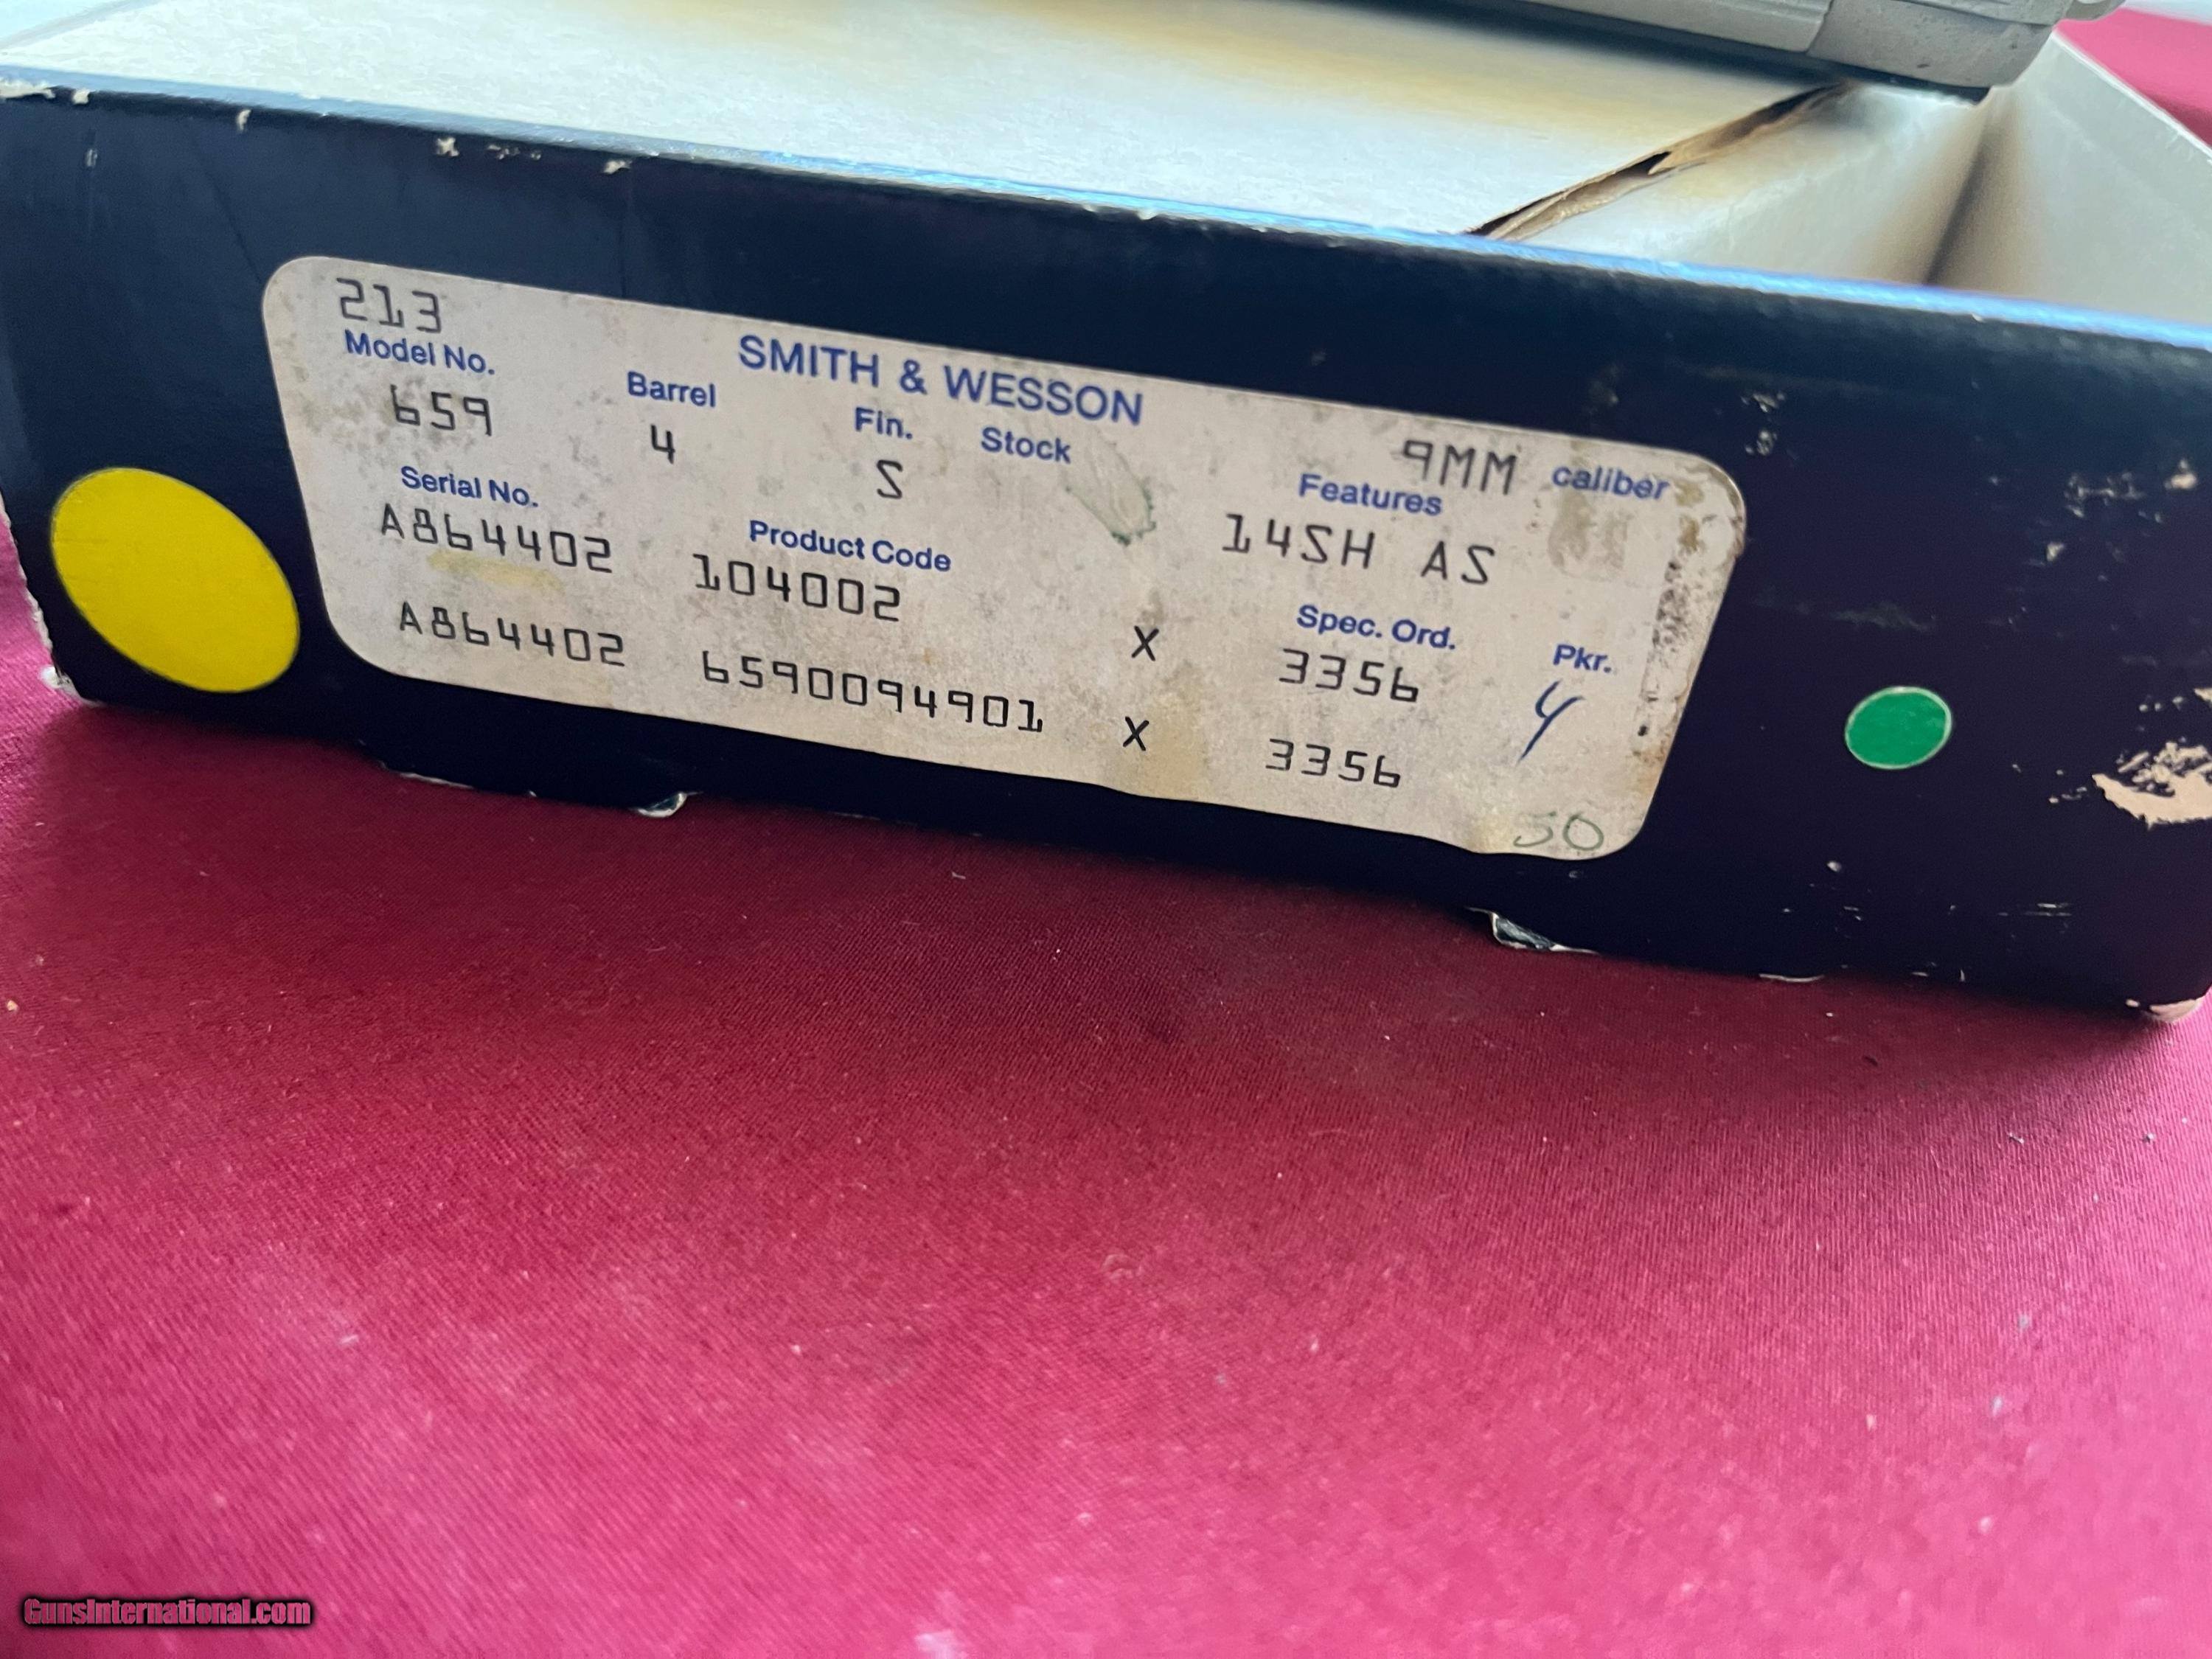 213
SMITH & WESSON
Model No. Barrel Fin. Stock 9MM caliber
659 4 S Features
14SH AS
Serial No. Product Code Spec. Ord. Pkr.
A864402 104002 X 3356 4
A864402 6590094901 X 3356
50
GunsInternational.com